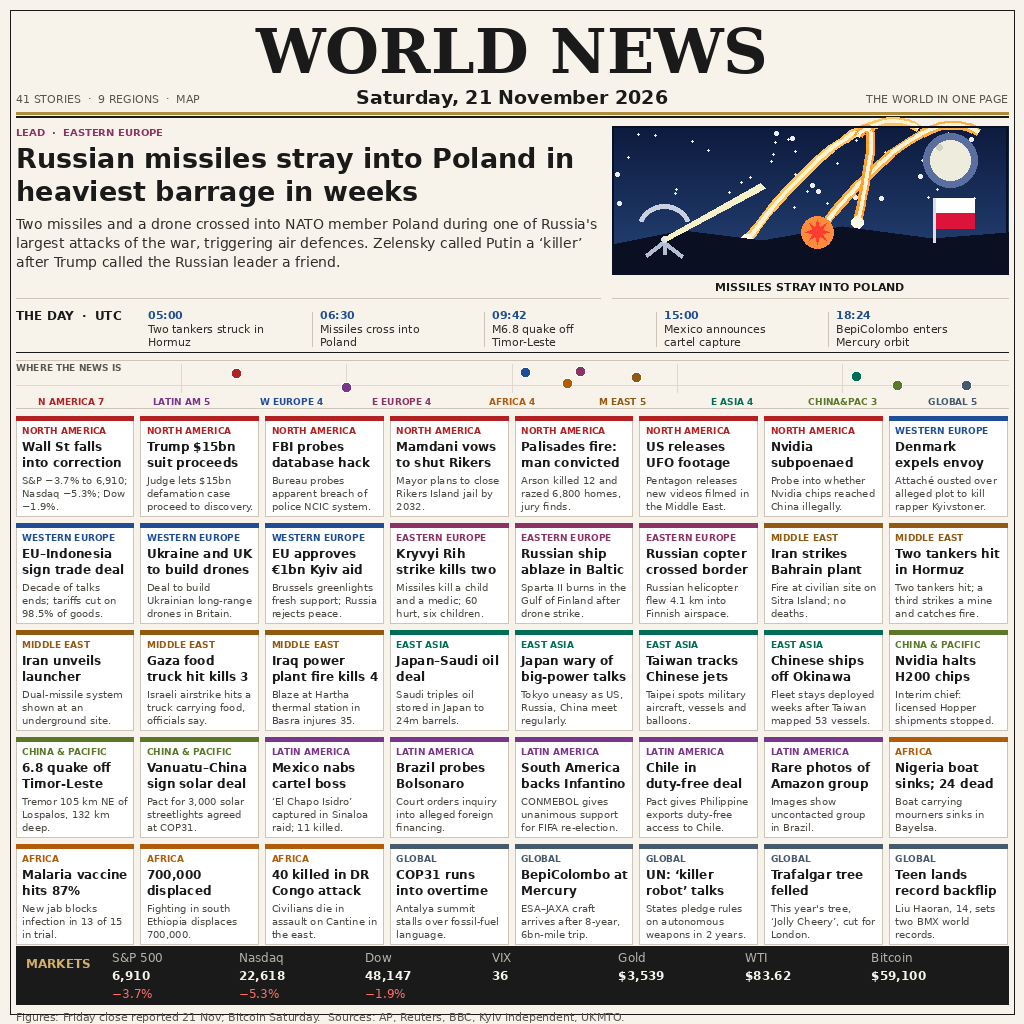 WORLD NEWS
41 STORIES · 9 REGIONS · MAP
Saturday, 21 November 2026
THE WORLD IN ONE PAGE
LEAD · EASTERN EUROPE
Russian missiles stray into Poland in
heaviest barrage in weeks
Two missiles and a drone crossed into NATO member Poland during one of Russia's
largest attacks of the war, triggering air defences. Zelensky called Putin a ‘killer’
after Trump called the Russian leader a friend.
MISSILES STRAY INTO POLAND
THE DAY · UTC
05:00
Two tankers struck in
Hormuz
06:30
Missiles cross into
Poland
09:42
M6.8 quake off
Timor-Leste
15:00
Mexico announces
cartel capture
18:24
BepiColombo enters
Mercury orbit
WHERE THE NEWS IS
N AMERICA 7
LATIN AM 5
W EUROPE 4
E EUROPE 4
AFRICA 4
M EAST 5
E ASIA 4
CHINA&PAC 3
GLOBAL 5
NORTH AMERICA
Wall St falls
into correction
S&P −3.7% to 6,910;
Nasdaq −5.3%; Dow
−1.9%.
NORTH AMERICA
Trump $15bn
suit proceeds
Judge lets $15bn
defamation case
proceed to discovery.
NORTH AMERICA
FBI probes
database hack
Bureau probes
apparent breach of
police NCIC system.
NORTH AMERICA
Mamdani vows
to shut Rikers
Mayor plans to close
Rikers Island jail by
2032.
NORTH AMERICA
Palisades fire:
man convicted
Arson killed 12 and
razed 6,800 homes,
jury finds.
NORTH AMERICA
US releases
UFO footage
Pentagon releases
new videos filmed in
the Middle East.
NORTH AMERICA
Nvidia
subpoenaed
Probe into whether
Nvidia chips reached
China illegally.
WESTERN EUROPE
Denmark
expels envoy
Attaché ousted over
alleged plot to kill
rapper Kyivstoner.
WESTERN EUROPE
EU–Indonesia
sign trade deal
Decade of talks
ends; tariffs cut on
98.5% of goods.
WESTERN EUROPE
Ukraine and UK
to build drones
Deal to build
Ukrainian long-range
drones in Britain.
WESTERN EUROPE
EU approves
€1bn Kyiv aid
Brussels greenlights
fresh support; Russia
rejects peace.
EASTERN EUROPE
Kryvyi Rih
strike kills two
Missiles kill a child
and a medic; 60
hurt, six children.
EASTERN EUROPE
Russian ship
ablaze in Baltic
Sparta II burns in the
Gulf of Finland after
drone strike.
EASTERN EUROPE
Russian copter
crossed border
Russian helicopter
flew 4.1 km into
Finnish airspace.
MIDDLE EAST
Iran strikes
Bahrain plant
Fire at civilian site on
Sitra Island; no
deaths.
MIDDLE EAST
Two tankers hit
in Hormuz
Two tankers hit; a
third strikes a mine
and catches fire.
MIDDLE EAST
Iran unveils
launcher
Dual-missile system
shown at an
underground site.
MIDDLE EAST
Gaza food
truck hit kills 3
Israeli airstrike hits a
truck carrying food,
officials say.
MIDDLE EAST
Iraq power
plant fire kills 4
Blaze at Hartha
thermal station in
Basra injures 35.
EAST ASIA
Japan–Saudi oil
deal
Saudi triples oil
stored in Japan to
24m barrels.
EAST ASIA
Japan wary of
big-power talks
Tokyo uneasy as US,
Russia, China meet
regularly.
EAST ASIA
Taiwan tracks
Chinese jets
Taipei spots military
aircraft, vessels and
balloons.
EAST ASIA
Chinese ships
off Okinawa
Fleet stays deployed
weeks after Taiwan
mapped 53 vessels.
CHINA & PACIFIC
Nvidia halts
H200 chips
Interim chief:
licensed Hopper
shipments stopped.
CHINA & PACIFIC
6.8 quake off
Timor-Leste
Tremor 105 km NE of
Lospalos, 132 km
deep.
CHINA & PACIFIC
Vanuatu–China
sign solar deal
Pact for 3,000 solar
streetlights agreed
at COP31.
LATIN AMERICA
Mexico nabs
cartel boss
‘El Chapo Isidro’
captured in Sinaloa
raid; 11 killed.
LATIN AMERICA
Brazil probes
Bolsonaro
Court orders inquiry
into alleged foreign
financing.
LATIN AMERICA
South America
backs Infantino
CONMEBOL gives
unanimous support
for FIFA re-election.
LATIN AMERICA
Chile in
duty-free deal
Pact gives Philippine
exports duty-free
access to Chile.
LATIN AMERICA
Rare photos of
Amazon group
Images show
uncontacted group
in Brazil.
AFRICA
Nigeria boat
sinks; 24 dead
Boat carrying
mourners sinks in
Bayelsa.
AFRICA
Malaria vaccine
hits 87%
New jab blocks
infection in 13 of 15
in trial.
AFRICA
700,000
displaced
Fighting in south
Ethiopia displaces
700,000.
AFRICA
40 killed in DR
Congo attack
Civilians die in
assault on Cantine in
the east.
GLOBAL
COP31 runs
into overtime
Antalya summit
stalls over fossil-fuel
language.
GLOBAL
BepiColombo at
Mercury
ESA–JAXA craft
arrives after 8-year,
6bn-mile trip.
GLOBAL
UN: ‘killer
robot’ talks
States pledge rules
on autonomous
weapons in 2 years.
GLOBAL
Trafalgar tree
felled
This year's tree,
‘Jolly Cheery’, cut for
London.
GLOBAL
Teen lands
record backflip
Liu Haoran, 14, sets
two BMX world
records.
MARKETS
S&P 500
6,910
−3.7%
Nasdaq
22,618
−5.3%
Dow
48,147
−1.9%
VIX
36
Gold
$3,539
WTI
$83.62
Bitcoin
$59,100
Figures: Friday close reported 21 Nov; Bitcoin Saturday. Sources: AP, Reuters, BBC, Kyiv Independent, UKMTO.